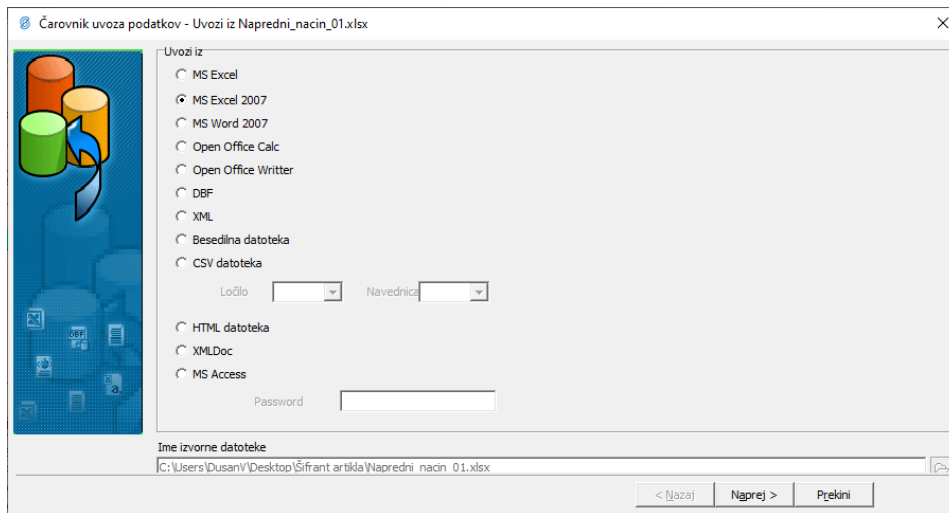 Čarovnik uvoza podatkov - Uvozi iz Napredni_nacin_01.xlsx
Uvozi iz
MS Excel
MS Excel 2007
MS Word 2007
Open Office Calc
Open Office Writter
DBF
XML
Besedilna datoteka
CSV datoteka
Ločilo Navednica
HTML datoteka
XMLDoc
MS Access
Password
Ime izvorne datoteke
C:\Users\DusanV\Desktop\Šifrant artikla\Napredni_nacin_01.xlsx
< Nazaj Naprej > Prekini
DBF
a.